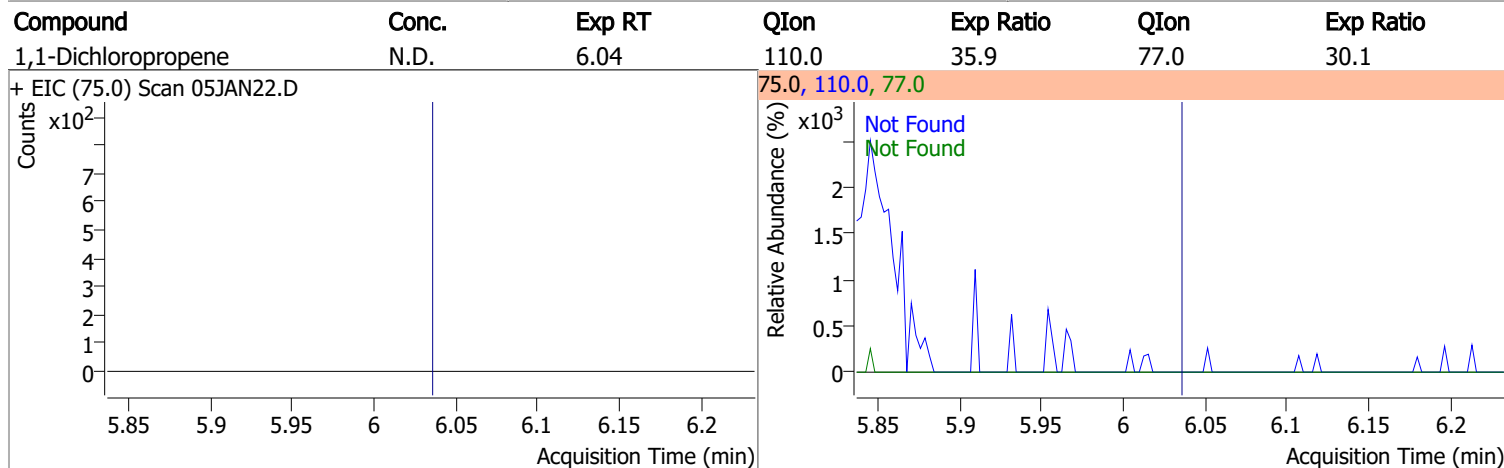 Compound Conc. Exp RT QIon Exp Ratio QIon Exp Ratio
1,1-Dichloropropene N.D. 6.04 110.0 35.9 77.0 30.1
+ EIC (75.0) Scan 05JAN22.D
Counts
x10²
7
6
5
4
3
2
1
0
5.85 5.9 5.95 6 6.05 6.1 6.15 6.2
Acquisition Time (min)
75.0, 110.0, 77.0
Relative Abundance (%)
x10³
Not Found
Not Found
2
1.5
1
0.5
0
5.85 5.9 5.95 6 6.05 6.1 6.15 6.2
Acquisition Time (min)